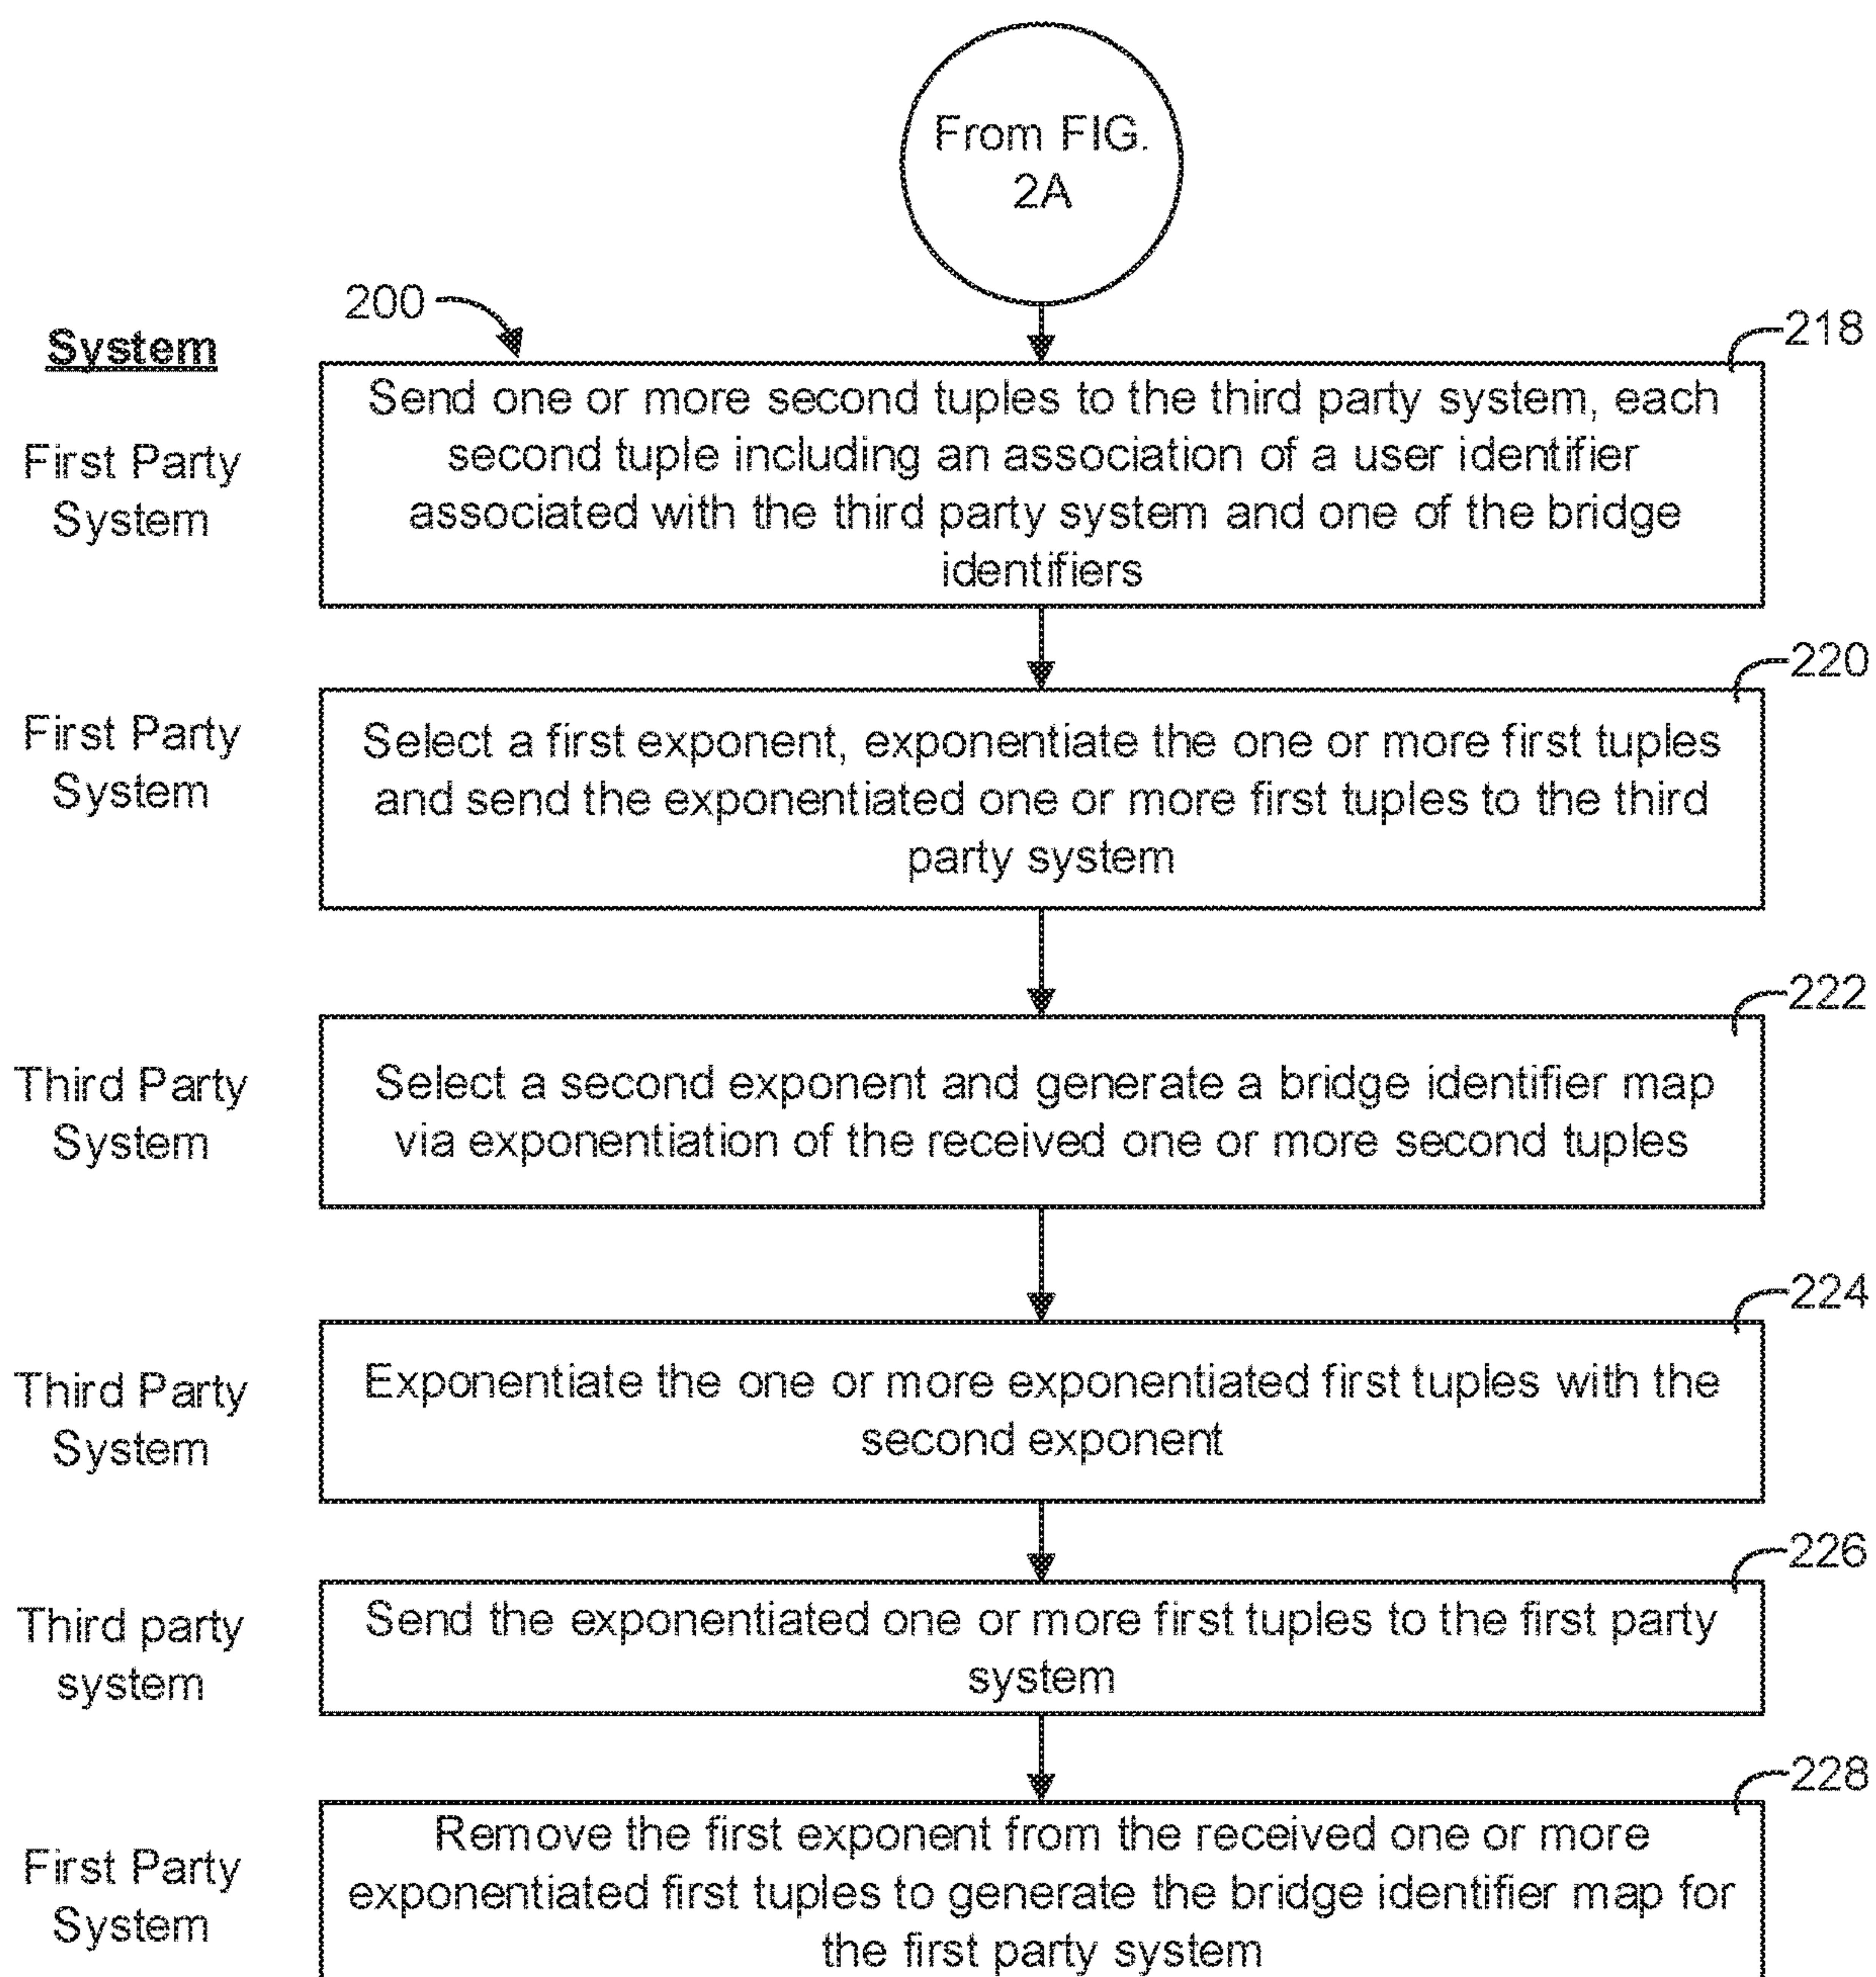 From FIG.
2A
200
System
218
First Party
System
Send one or more second tuples to the third party system, each
second tuple including an association of a user identifier
associated with the third party system and one of the bridge
identifiers
220
First Party
System
Select a first exponent, exponentiate the one or more first tuples
and send the exponentiated one or more first tuples to the third
party system
222
Third Party
System
Select a second exponent and generate a bridge identifier map
via exponentiation of the received one or more second tuples
224
Third Party
System
Exponentiate the one or more exponentiated first tuples with the
second exponent
226
Third party
system
Send the exponentiated one or more first tuples to the first party
system
228
First Party
System
Remove the first exponent from the received one or more
exponentiated first tuples to generate the bridge identifier map for
the first party system